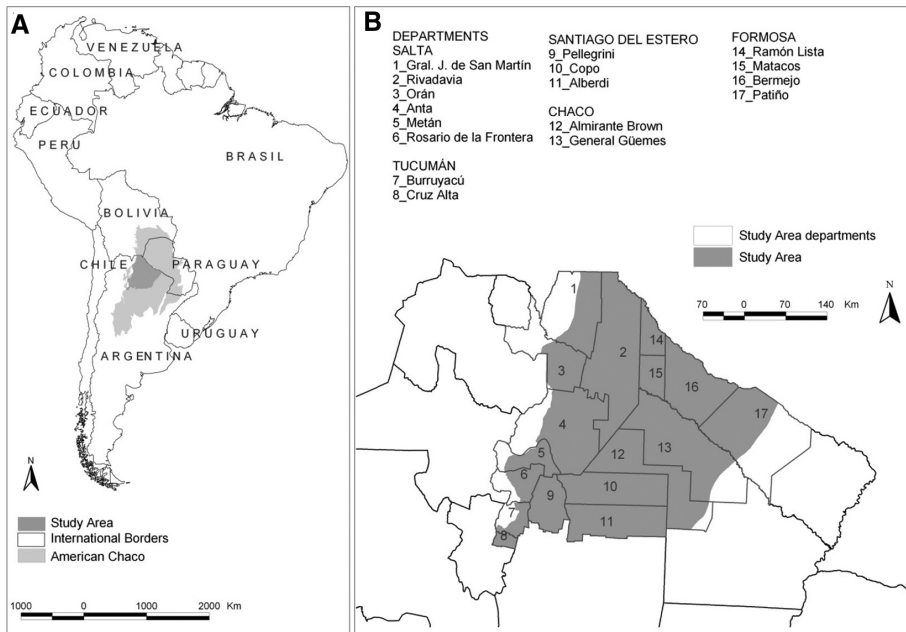 A
VENEZUELA
COLOMBIA
ECUADOR
PERU
BRASIL
BOLIVIA
CHILE
PARAGUAY
URUGUAY
ARGENTINA
N
Study Area
International Borders
American Chaco
1000 0 1000 2000 Km
B
DEPARTMENTS
SALTA
1_Gral. J. de San Martín
2_Rivadavia
3_Orán
4_Anta
5_Metán
6_Rosario de la Frontera
TUCUMÁN
7_Burruyacú
8_Cruz Alta
SANTIAGO DEL ESTERO
9_Pellegrini
10_Copo
11_Alberdi
CHACO
12_Almirante Brown
13_General Güemes
FORMOSA
14_Ramón Lista
15_Matacos
16_Bermejo
17_Patiño
Study Area departments
Study Area
70 0 70 140 Km
N
1
2
14
3
15
16
17
4
13
5
12
6
10
9
7
11
8